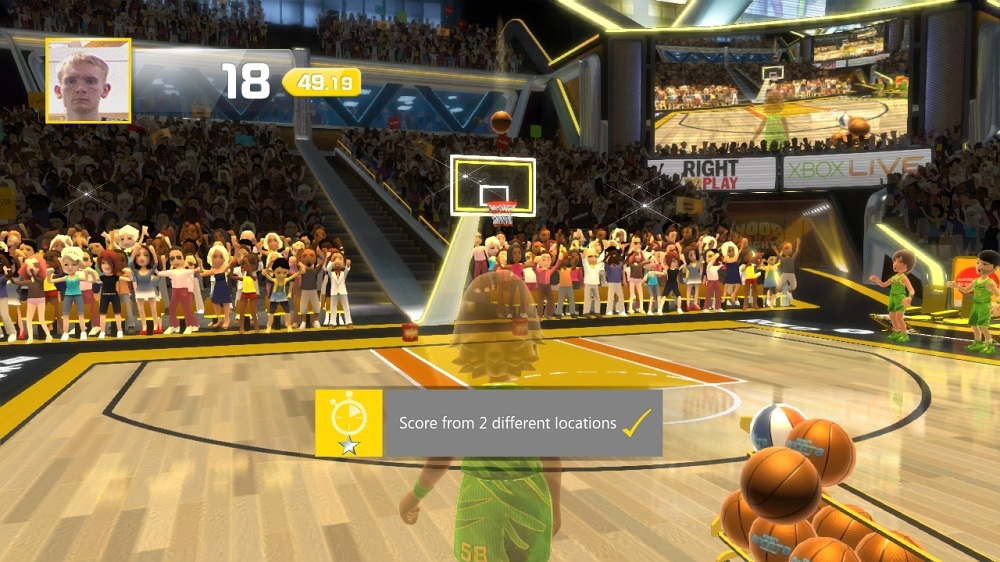 18
49.19
RIGHT
PLAY
XBOX LIVE
Score from 2 different locations
58